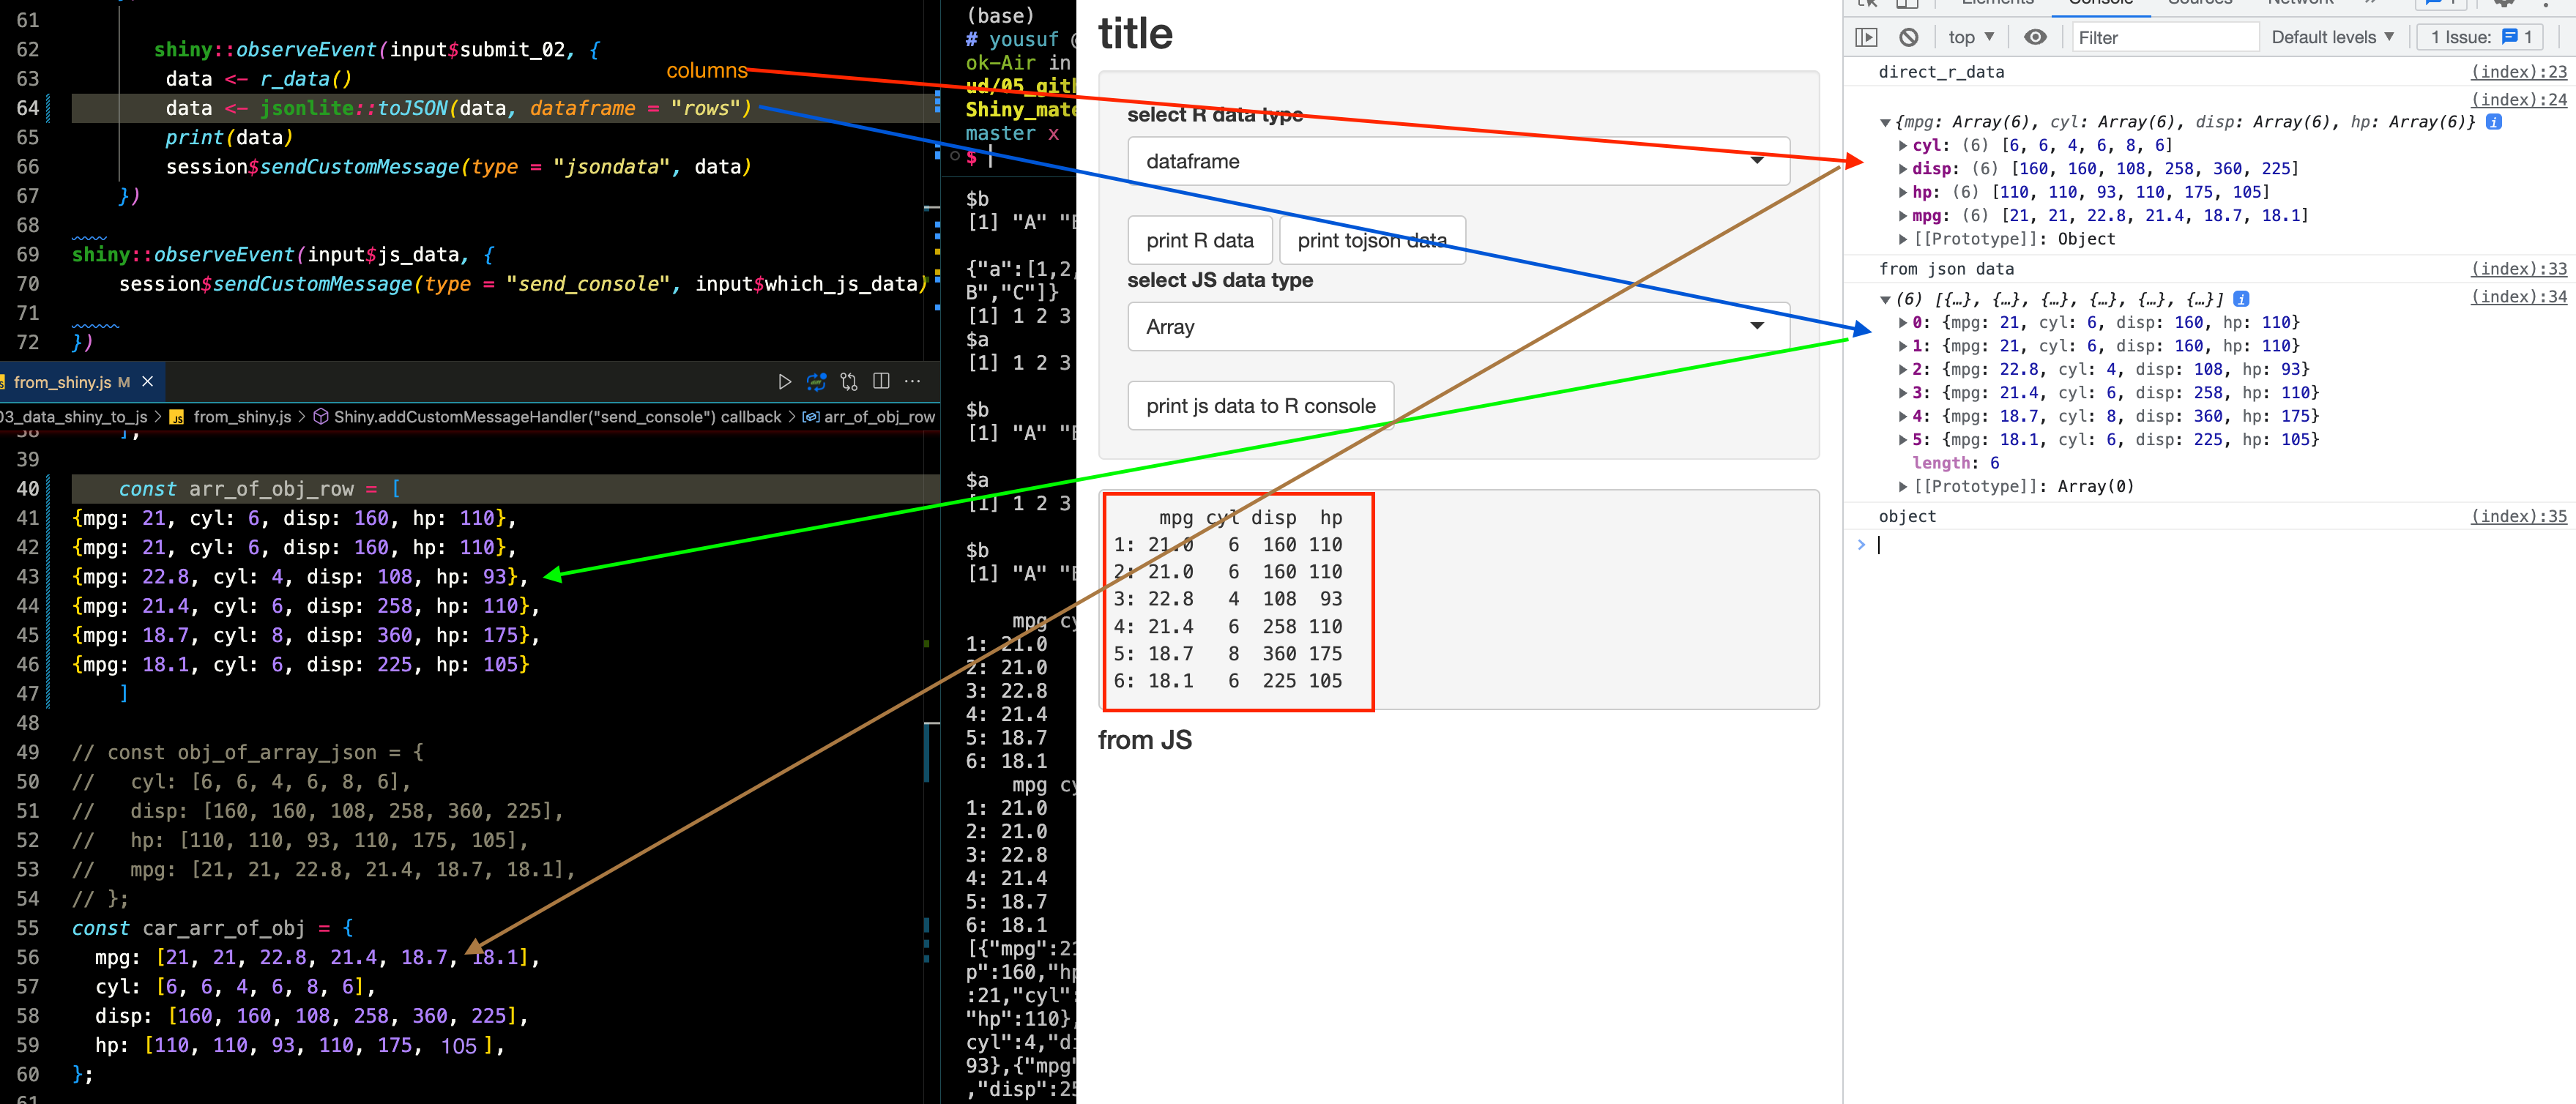 61
62 shiny::observeEvent(input$submit_02, {
63 data <- r_data()
columns
64 data <- jsonlite::toJSON(data, dataframe = "rows")
65 print(data)
66 session$sendCustomMessage(type = "jsondata", data)
67 })
68
69 shiny::observeEvent(input$js_data, {
70 session$sendCustomMessage(type = "send_console", input$which_js_data)
71
72 })
from_shiny.js M
03_data_shiny_to_js > JS from_shiny.js > Shiny.addCustomMessageHandler("send_console") callback > arr_of_obj_row
38 ],
39
40 const arr_of_obj_row = [
41 {mpg: 21, cyl: 6, disp: 160, hp: 110},
42 {mpg: 21, cyl: 6, disp: 160, hp: 110},
43 {mpg: 22.8, cyl: 4, disp: 108, hp: 93},
44 {mpg: 21.4, cyl: 6, disp: 258, hp: 110},
45 {mpg: 18.7, cyl: 8, disp: 360, hp: 175},
46 {mpg: 18.1, cyl: 6, disp: 225, hp: 105}
47 ]
48
49 // const obj_of_array_json = {
50 // cyl: [6, 6, 4, 6, 8, 6],
51 // disp: [160, 160, 108, 258, 360, 225],
52 // hp: [110, 110, 93, 110, 175, 105],
53 // mpg: [21, 21, 22.8, 21.4, 18.7, 18.1],
54 // };
55 const car_arr_of_obj = {
56 mpg: [21, 21, 22.8, 21.4, 18.7, 18.1],
57 cyl: [6, 6, 4, 6, 8, 6],
58 disp: [160, 160, 108, 258, 360, 225],
59 hp: [110, 110, 93, 110, 175, 105 ],
60 };
61
(base)
# yousuf @
ok-Air in
ud/05_gith
Shiny_mate
master x
$
$b
[1] "A" "B
{"a":[1,2,
B","C"]}
[1] 1 2 3
$a
[1] 1 2 3
$b
[1] "A" "B
$a
[1] 1 2 3
$b
[1] "A" "B
mpg cy
1: 21.0
2: 21.0
3: 22.8
4: 21.4
5: 18.7
6: 18.1
mpg cy
1: 21.0
2: 21.0
3: 22.8
4: 21.4
5: 18.7
6: 18.1
[{"mpg":21
p":160,"hp
:21,"cyl":
"hp":110},
cyl":4,"di
93},{"mpg"
,"disp":25
title
select R data type
dataframe
print R data print tojson data
select JS data type
Array
print js data to R console
mpg cyl disp hp
1: 21.0 6 160 110
2: 21.0 6 160 110
3: 22.8 4 108 93
4: 21.4 6 258 110
5: 18.7 8 360 175
6: 18.1 6 225 105
from JS
Elements Console Sources Network » 1
top Filter Default levels 1 Issue: 1
direct_r_data (index):23
(index):24
{mpg: Array(6), cyl: Array(6), disp: Array(6), hp: Array(6)} i
cyl: (6) [6, 6, 4, 6, 8, 6]
disp: (6) [160, 160, 108, 258, 360, 225]
hp: (6) [110, 110, 93, 110, 175, 105]
mpg: (6) [21, 21, 22.8, 21.4, 18.7, 18.1]
[[Prototype]]: Object
from json data (index):33
(6) [{…}, {…}, {…}, {…}, {…}, {…}] i (index):34
0: {mpg: 21, cyl: 6, disp: 160, hp: 110}
1: {mpg: 21, cyl: 6, disp: 160, hp: 110}
2: {mpg: 22.8, cyl: 4, disp: 108, hp: 93}
3: {mpg: 21.4, cyl: 6, disp: 258, hp: 110}
4: {mpg: 18.7, cyl: 8, disp: 360, hp: 175}
5: {mpg: 18.1, cyl: 6, disp: 225, hp: 105}
length: 6
[[Prototype]]: Array(0)
object (index):35
>